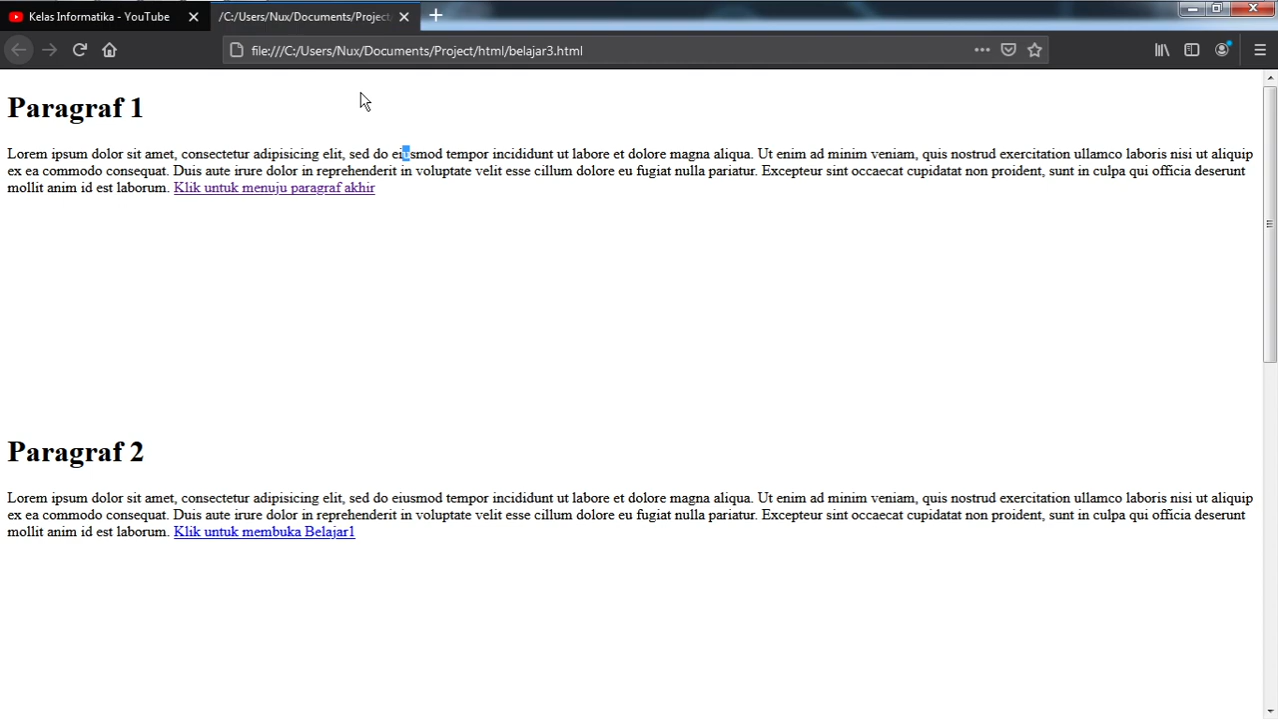 Kelas Informatika - YouTube
/C:/Users/Nux/Documents/Project
file:///C:/Users/Nux/Documents/Project/html/belajar3.html
Paragraf 1
Lorem ipsum dolor sit amet, consectetur adipisicing elit, sed do eiusmod tempor incididunt ut labore et dolore magna aliqua. Ut enim ad minim veniam, quis nostrud exercitation ullamco laboris nisi ut aliquip
ex ea commodo consequat. Duis aute irure dolor in reprehenderit in voluptate velit esse cillum dolore eu fugiat nulla pariatur. Excepteur sint occaecat cupidatat non proident, sunt in culpa qui officia deserunt
mollit anim id est laborum. Klik untuk menuju paragraf akhir
Paragraf 2
Lorem ipsum dolor sit amet, consectetur adipisicing elit, sed do eiusmod tempor incididunt ut labore et dolore magna aliqua. Ut enim ad minim veniam, quis nostrud exercitation ullamco laboris nisi ut aliquip
ex ea commodo consequat. Duis aute irure dolor in reprehenderit in voluptate velit esse cillum dolore eu fugiat nulla pariatur. Excepteur sint occaecat cupidatat non proident, sunt in culpa qui officia deserunt
mollit anim id est laborum. Klik untuk membuka Belajar1